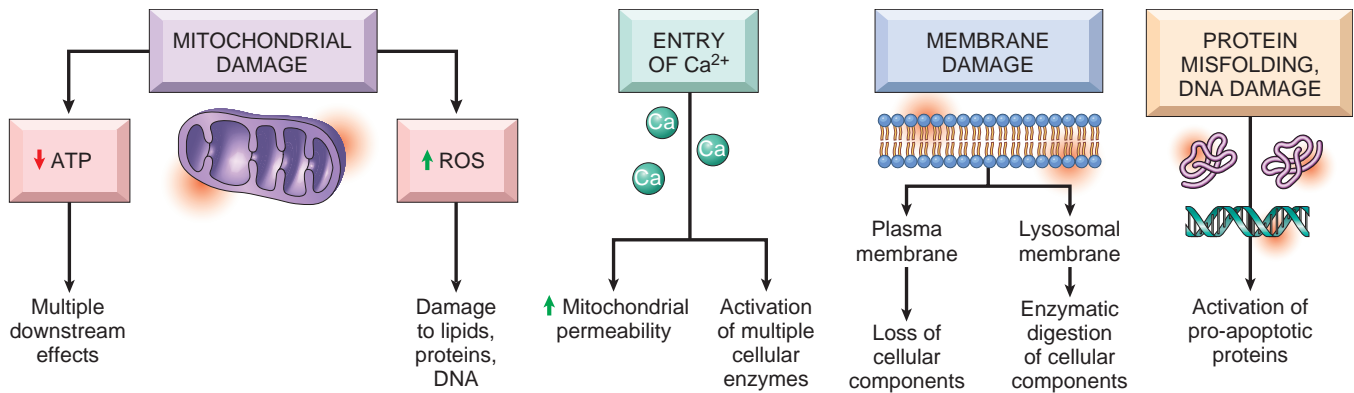 MITOCHONDRIAL
DAMAGE
ATP
ROS
Multiple
downstream
effects
Damage
to lipids,
proteins,
DNA
ENTRY
OF Ca²⁺
Ca
Ca
Ca
Mitochondrial
permeability
Activation
of multiple
cellular
enzymes
MEMBRANE
DAMAGE
Plasma
membrane
Loss of
cellular
components
Lysosomal
membrane
Enzymatic
digestion
of cellular
components
PROTEIN
MISFOLDING,
DNA DAMAGE
Activation of
pro-apoptotic
proteins